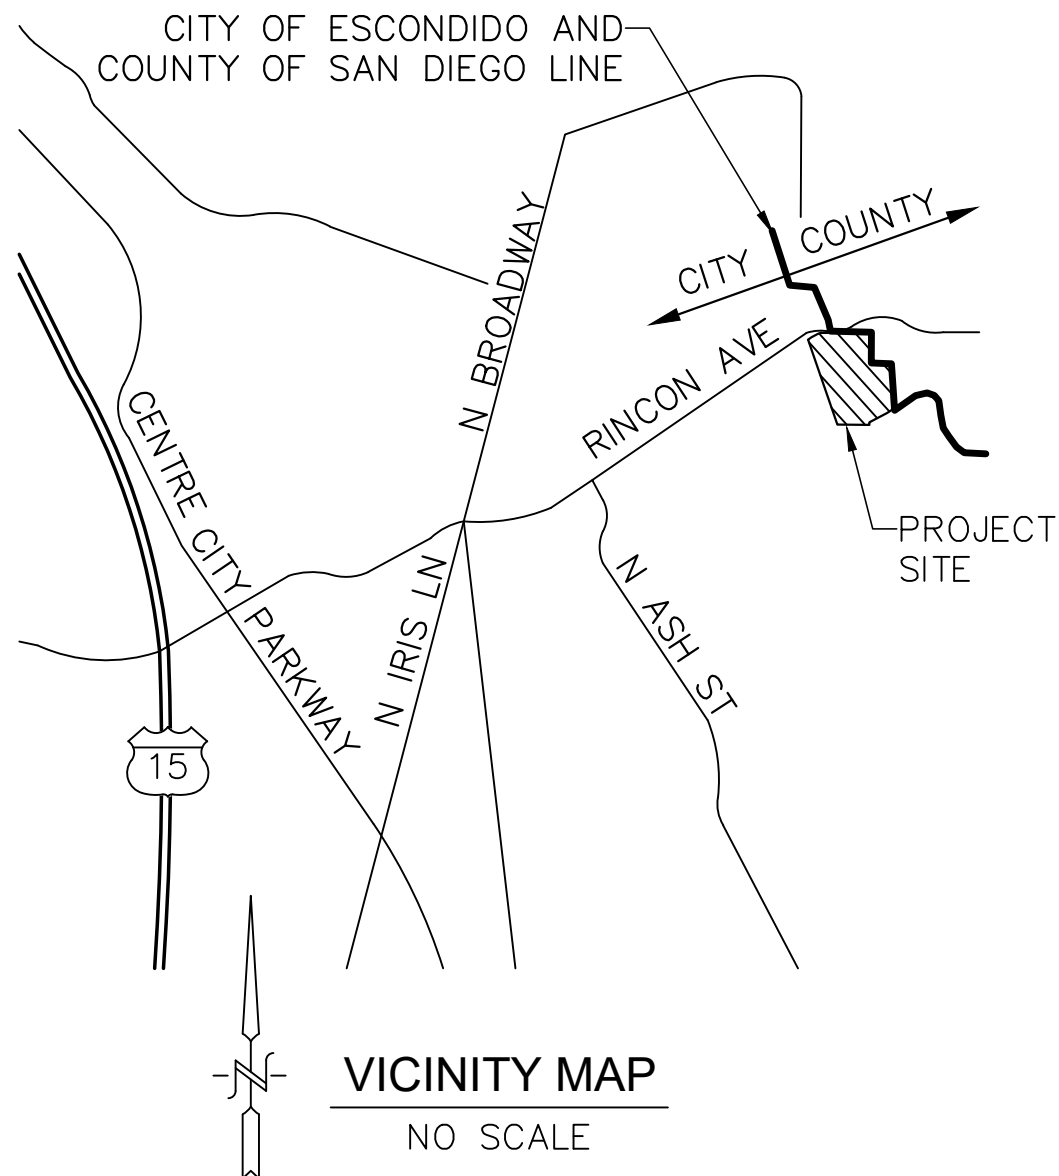 CITY OF ESCONDIDO AND
COUNTY OF SAN DIEGO LINE
N BROADWAY
CITY
COUNTY
RINCON AVE
CENTRE CITY PARKWAY
N IRIS LN
N ASH ST
PROJECT
SITE
15
N
VICINITY MAP
NO SCALE